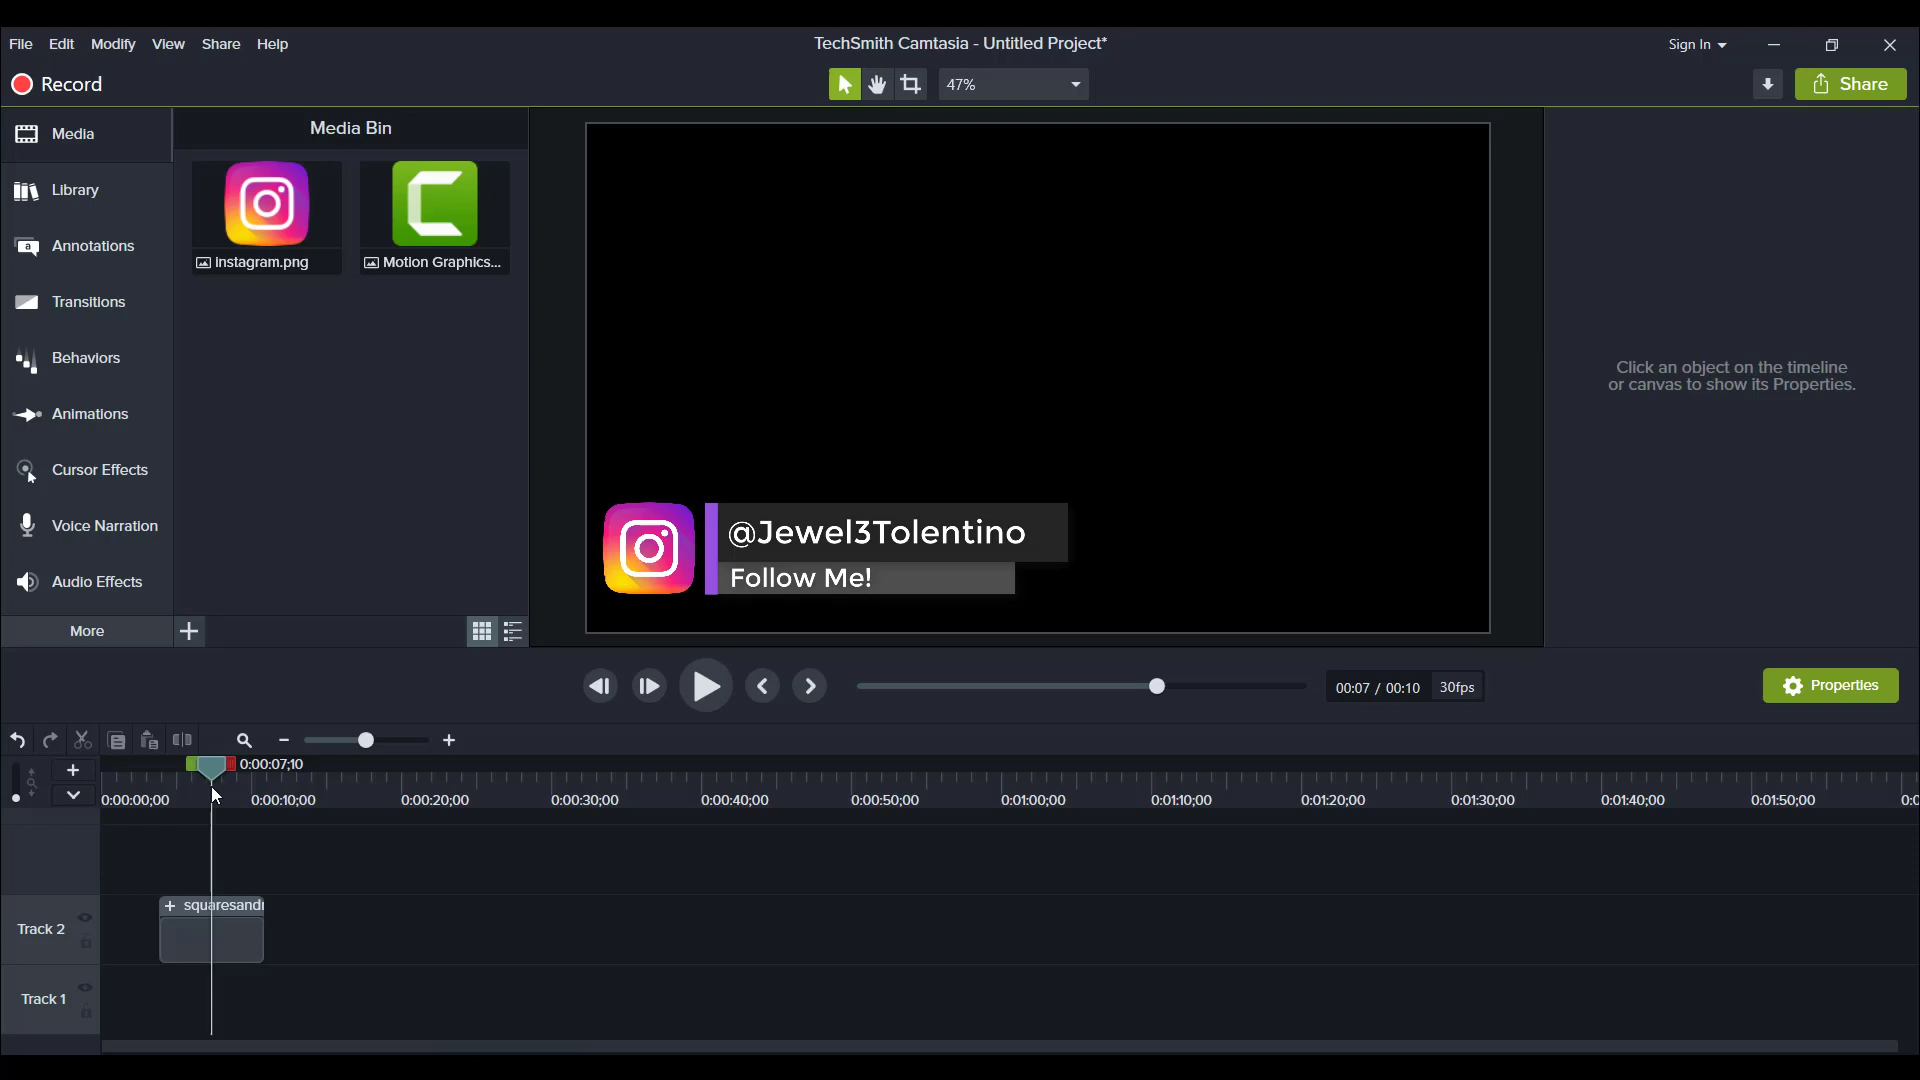 File Edit Modify View Share Help
TechSmith Camtasia - Untitled Project*
Sign In
Record
47%
Share
Media
Media Bin
Library
Annotations
Transitions
Behaviors
Animations
Cursor Effects
Voice Narration
Audio Effects
More
instagram.png
Motion Graphics...
@Jewel3Tolentino
Follow Me!
Click an object on the timeline
or canvas to show its Properties.
00:07 / 00:10 30fps
Properties
0:00:07;10
0:00:00;00 0:00:10;00 0:00:20;00 0:00:30;00 0:00:40;00 0:00:50;00 0:01:00;00 0:01:10;00 0:01:20;00 0:01:30;00 0:01:40;00 0:01:50;00
squaresand
Track 2
Track 1